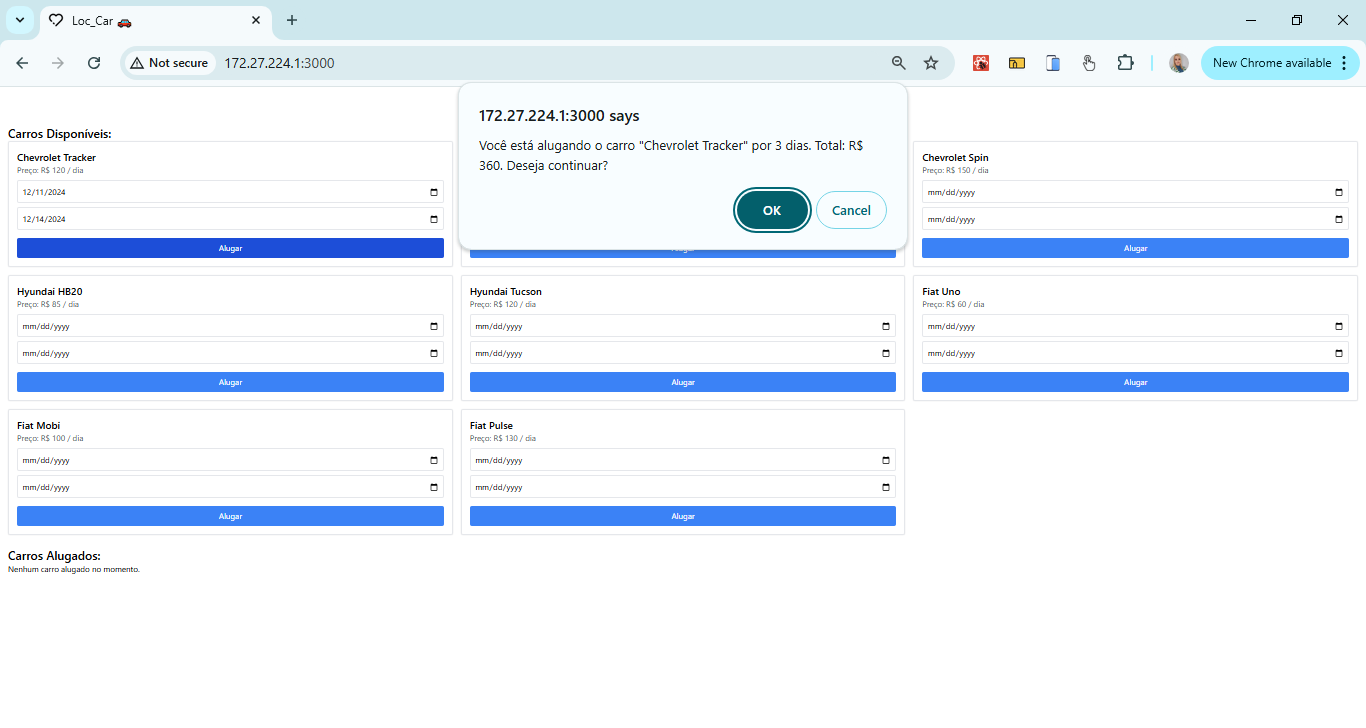 Loc_Car
Not secure
172.27.224.1:3000
New Chrome available
172.27.224.1:3000 says
Você está alugando o carro "Chevrolet Tracker" por 3 dias. Total: R$
360. Deseja continuar?
OK
Cancel
Carros Disponíveis:
Chevrolet Tracker
Preço: R$ 120 / dia
12/11/2024
12/14/2024
Alugar
Chevrolet Spin
Preço: R$ 150 / dia
mm/dd/yyyy
mm/dd/yyyy
Alugar
Hyundai HB20
Preço: R$ 85 / dia
mm/dd/yyyy
mm/dd/yyyy
Alugar
Hyundai Tucson
Preço: R$ 120 / dia
mm/dd/yyyy
mm/dd/yyyy
Alugar
Fiat Uno
Preço: R$ 60 / dia
mm/dd/yyyy
mm/dd/yyyy
Alugar
Fiat Mobi
Preço: R$ 100 / dia
mm/dd/yyyy
mm/dd/yyyy
Alugar
Fiat Pulse
Preço: R$ 130 / dia
mm/dd/yyyy
mm/dd/yyyy
Alugar
Carros Alugados:
Nenhum carro alugado no momento.